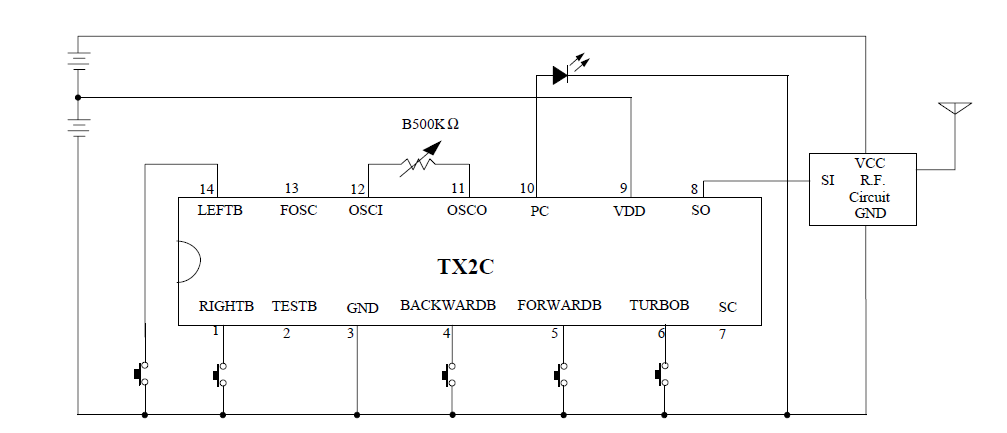 B500KΩ
14 13 12 11 10 9 8
LEFTB FOSC OSCI OSCO PC VDD SO
VCC
SI R.F.
Circuit
GND
TX2C
RIGHTB TESTB GND BACKWARDB FORWARDB TURBOB SC
1 2 3 4 5 6 7